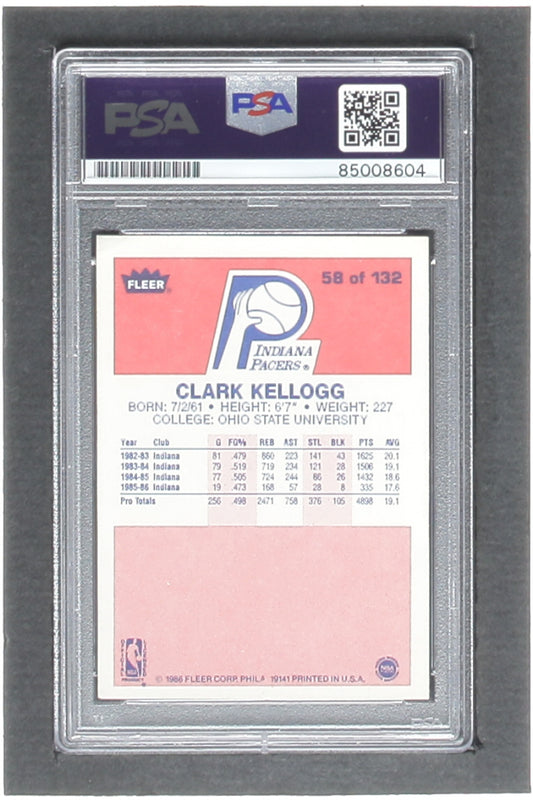 PSA PSA
85008604
FLEER® 58 of 132
INDIANA
PACERS®
CLARK KELLOGG
BORN: 7/2/61 • HEIGHT: 6'7" • WEIGHT: 227
COLLEGE: OHIO STATE UNIVERSITY
Year Club G FG% REB AST STL BLK PTS AVG
1982-83 Indiana 81 .479 860 223 141 43 1625 20.1
1983-84 Indiana 79 .519 719 234 121 28 1506 19.1
1984-85 Indiana 77 .505 724 244 86 26 1432 18.6
1985-86 Indiana 19 .473 168 57 28 8 335 17.6
Pro Totals 256 .498 2471 758 376 105 4898 19.1
OFFICIAL NBA PRODUCT
© 1986 FLEER CORP. PHILA 19141 PRINTED IN U.S.A.
PSA